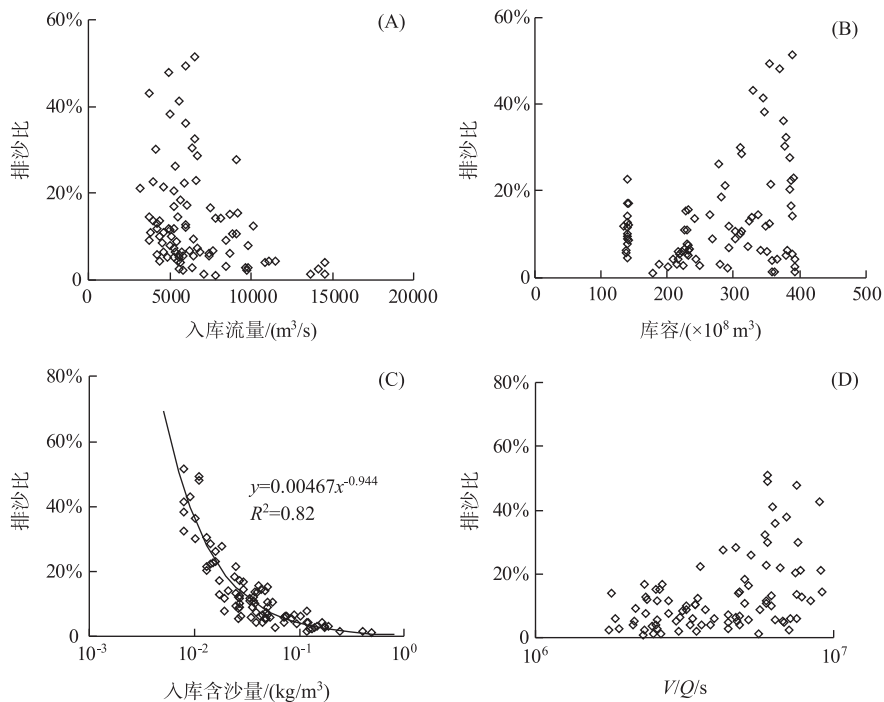 (A)
60%
40%
20%
0
排沙比
0
5000
10000
15000
20000
入库流量/(m³/s)
(B)
60%
40%
20%
0
排沙比
0
100
200
300
400
500
库容/(×10⁸ m³)
(C)
80%
60%
40%
20%
0
排沙比
y=0.00467x⁻⁰·⁹⁴⁴
R²=0.82
10⁻³
10⁻²
10⁻¹
10⁰
入库含沙量/(kg/m³)
(D)
80%
60%
40%
20%
0
排沙比
10⁶
10⁷
V/Q/s